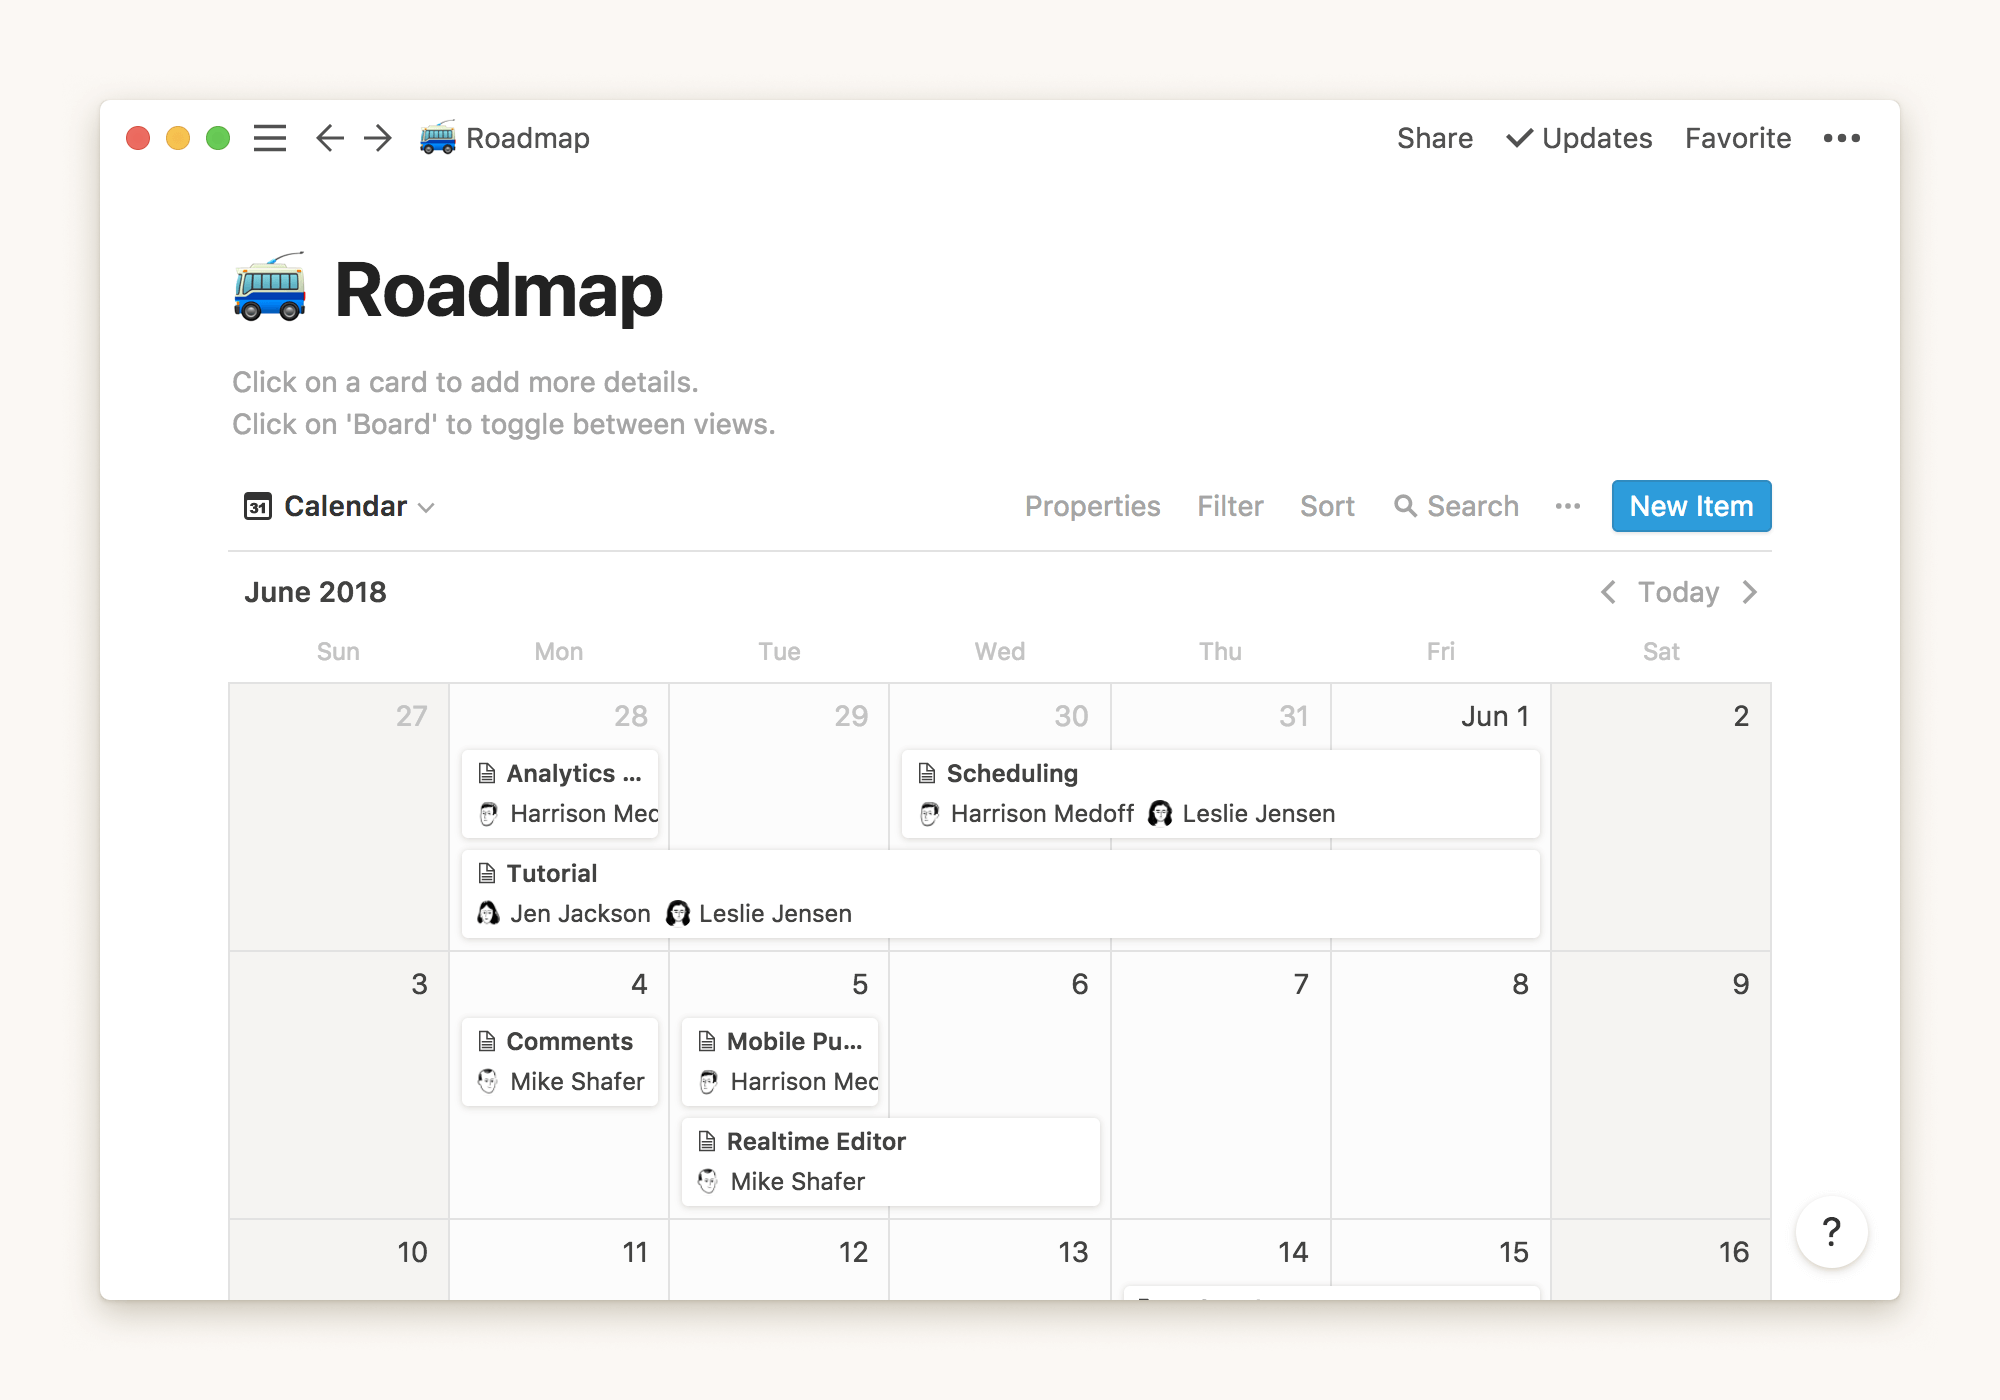 Roadmap
Share ✓ Updates Favorite •••
Roadmap
Click on a card to add more details.
Click on 'Board' to toggle between views.
31 Calendar
Properties Filter Sort Search ••• New Item
June 2018
Today
Sun Mon Tue Wed Thu Fri Sat
27 28 29 30 31 Jun 1 2
Analytics ... Scheduling
Harrison Med Harrison Medoff Leslie Jensen
Tutorial
Jen Jackson Leslie Jensen
3 4 5 6 7 8 9
Comments Mobile Pu...
Mike Shafer Harrison Med
Realtime Editor
Mike Shafer
?
10 11 12 13 14 15 16